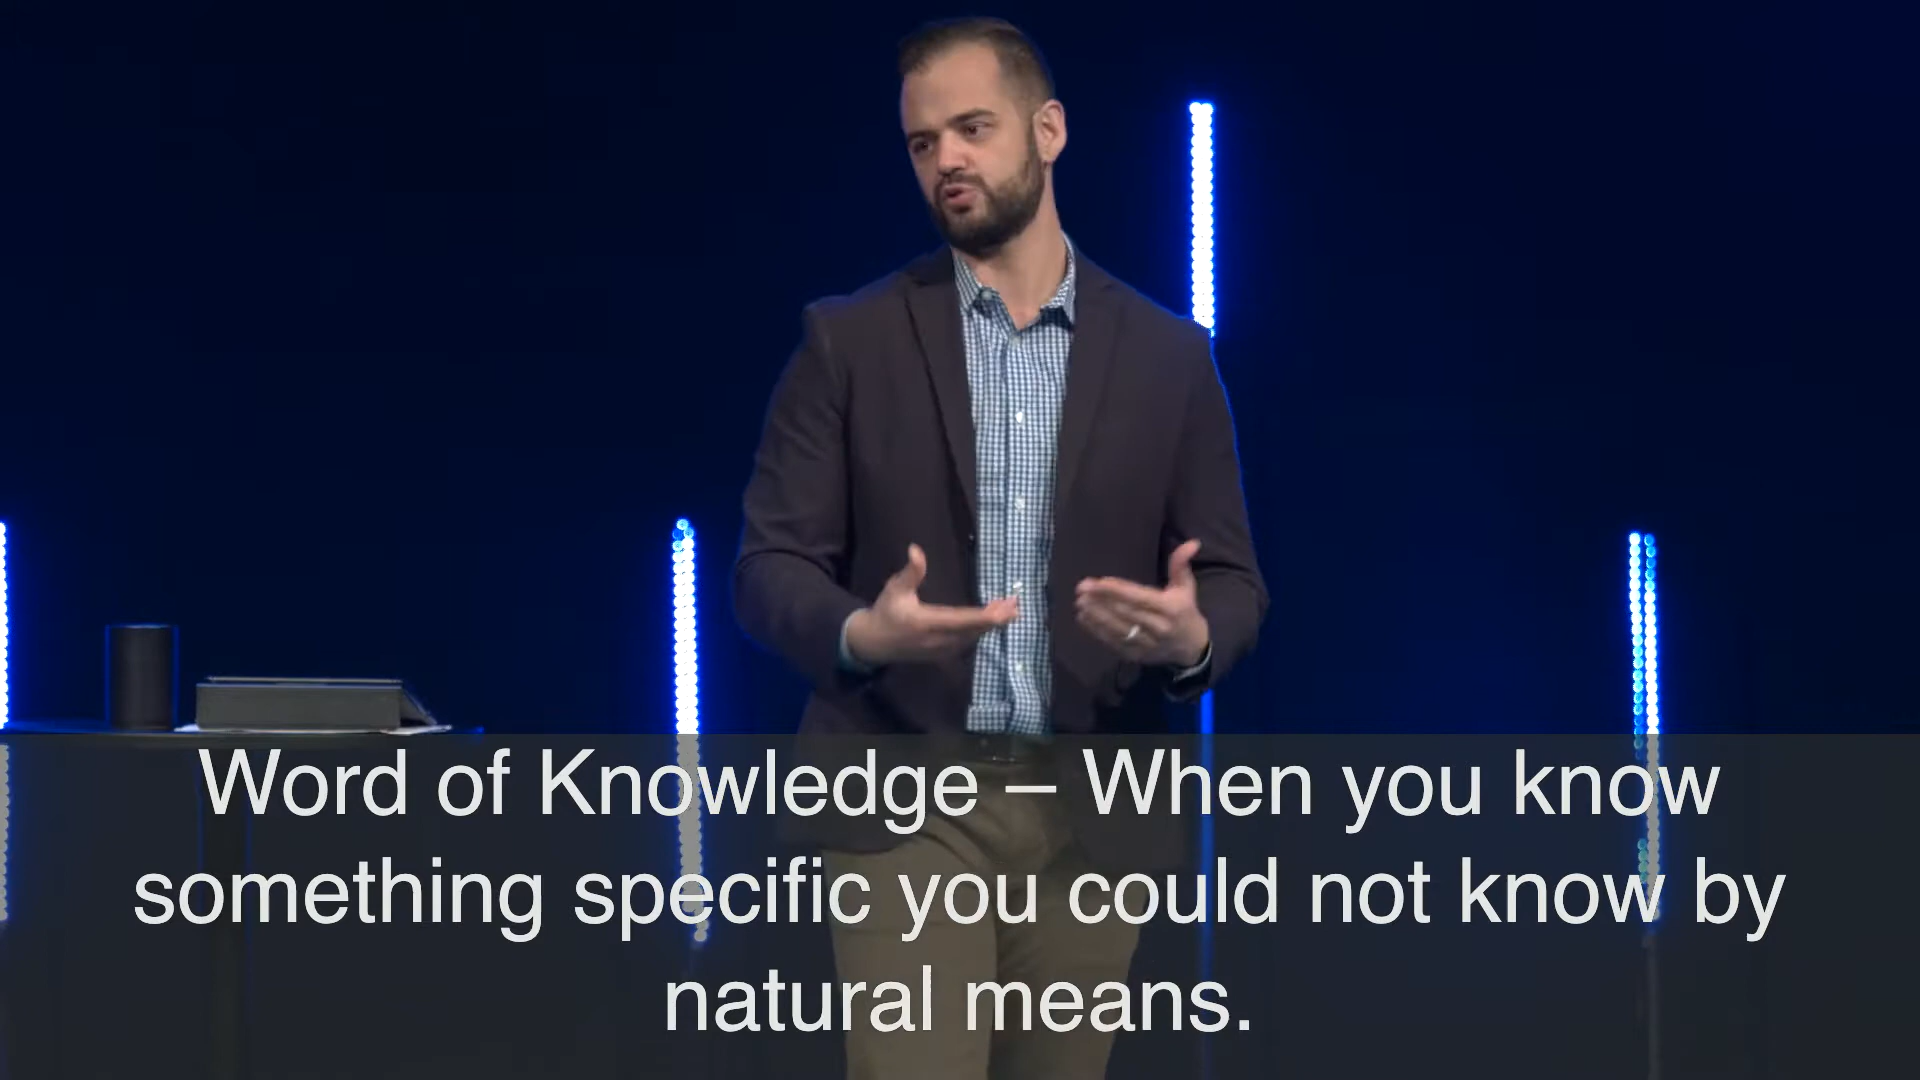 Word of Knowledge – When you know
something specific you could not know by
natural means.